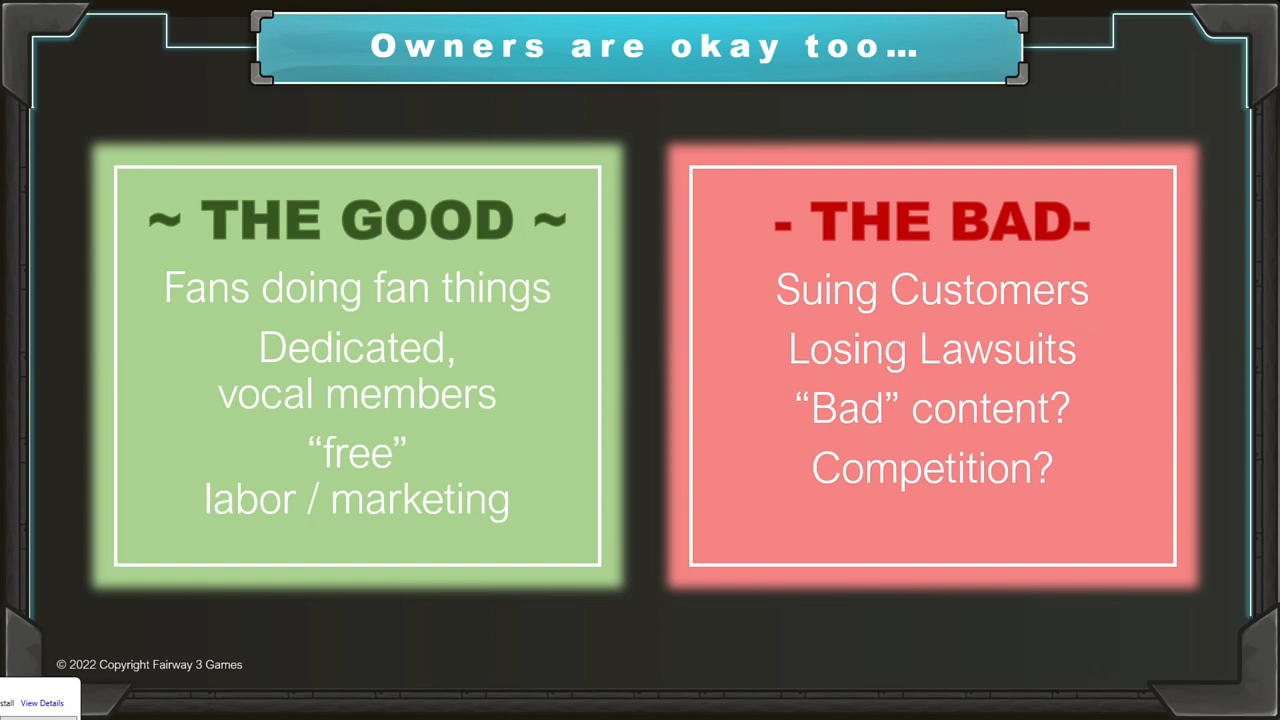 Owners are okay too...
~ THE GOOD ~
Fans doing fan things
Dedicated,
vocal members
“free”
labor / marketing
- THE BAD-
Suing Customers
Losing Lawsuits
“Bad” content?
Competition?
© 2022 Copyright Fairway 3 Games
stall View Details